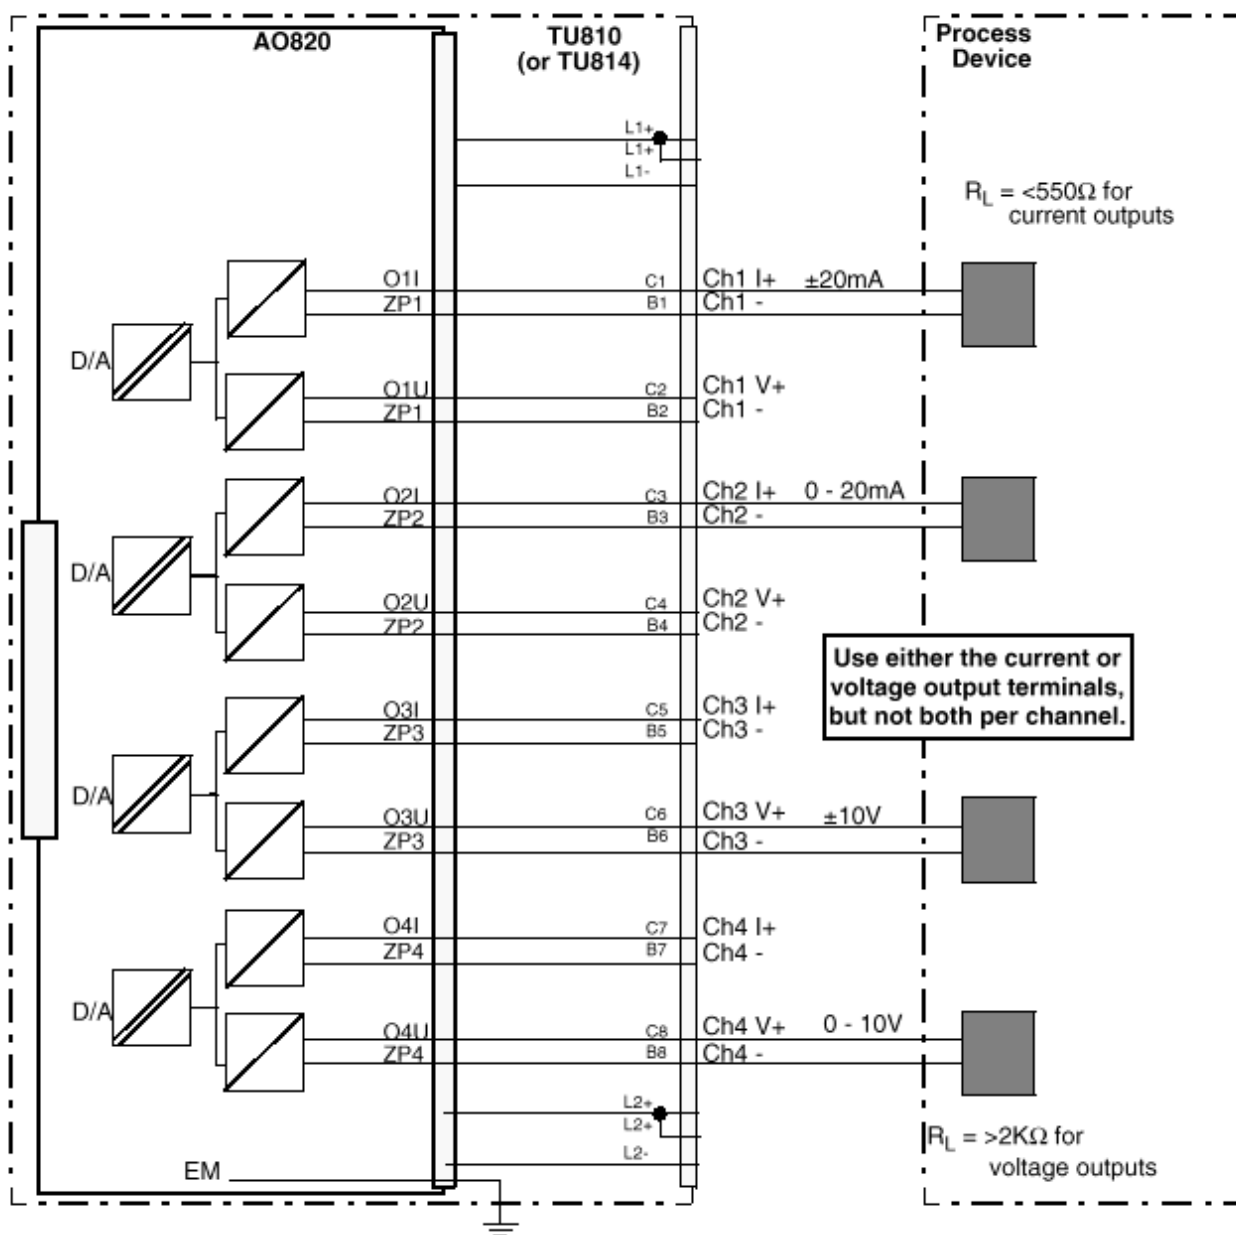 AO820
TU810
(or TU814)
Process
Device
L1+
L1+
L1-
R_L = <550Ω for
current outputs
O1I
C1
Ch1 I+
±20mA
ZP1
B1
Ch1 -
D/A
O1U
C2
Ch1 V+
ZP1
B2
Ch1 -
O2I
C3
Ch2 I+
0 - 20mA
ZP2
B3
Ch2 -
D/A
O2U
C4
Ch2 V+
ZP2
B4
Ch2 -
Use either the current or
voltage output terminals,
but not both per channel.
O3I
C5
Ch3 I+
ZP3
B5
Ch3 -
D/A
O3U
C6
Ch3 V+
±10V
ZP3
B6
Ch3 -
O4I
C7
Ch4 I+
ZP4
B7
Ch4 -
D/A
O4U
C8
Ch4 V+
0 - 10V
ZP4
B8
Ch4 -
L2+
L2+
L2-
R_L = >2KΩ for
voltage outputs
EM